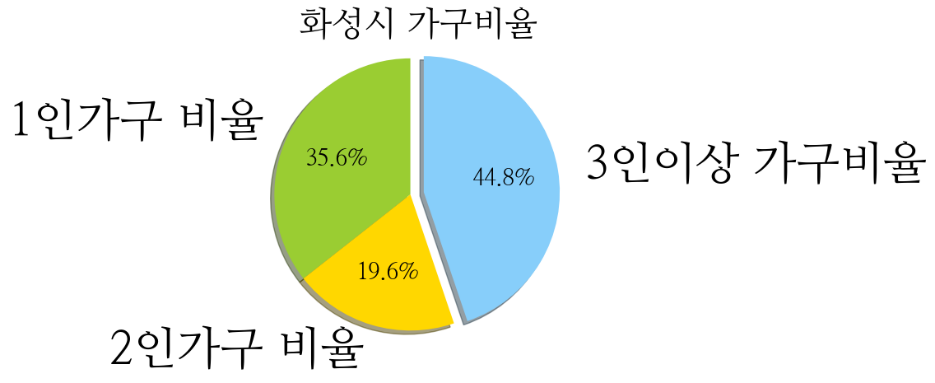 화성시 가구비율
1인가구 비율
35.6%
44.8%
3인이상 가구비율
19.6%
2인가구 비율